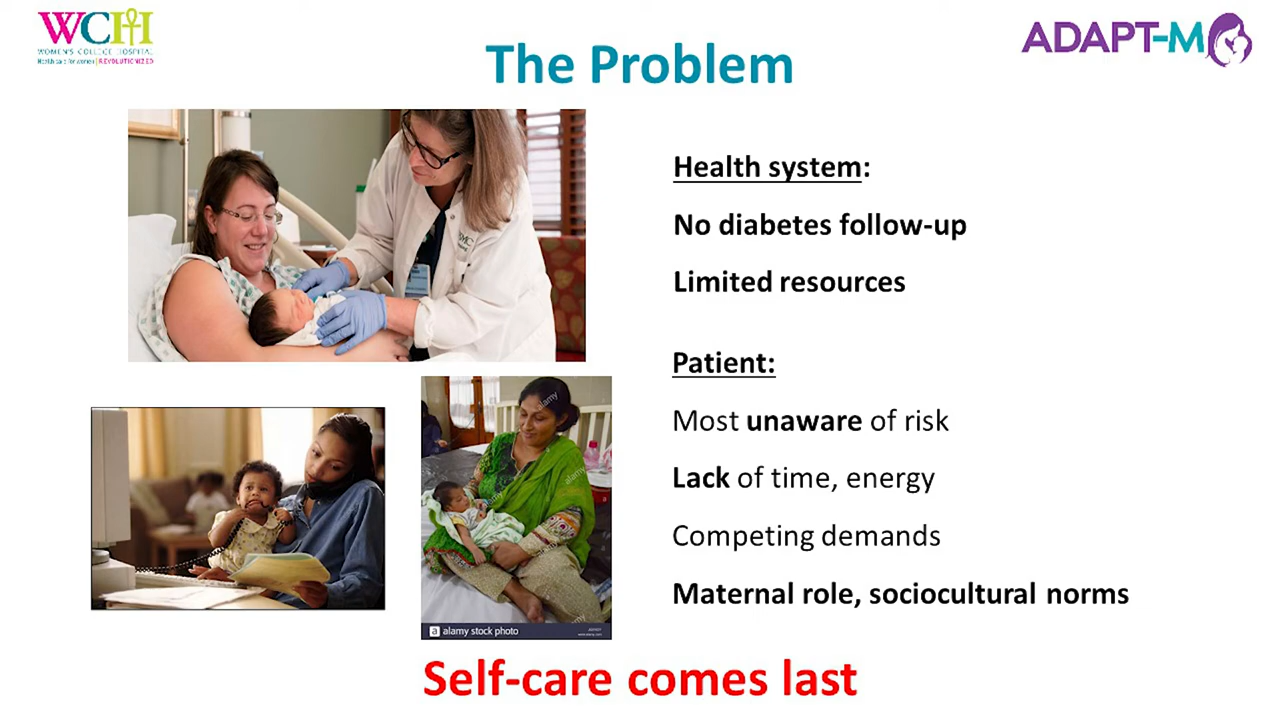 WCH
WOMEN'S COLLEGE HOSPITAL
Health care for women | REVOLUTIONIZED
ADAPT-M
The Problem
Health system:
No diabetes follow-up
Limited resources
Patient:
Most unaware of risk
Lack of time, energy
Competing demands
Maternal role, sociocultural norms
alamy
alamy
a alamy stock photo
Self-care comes last